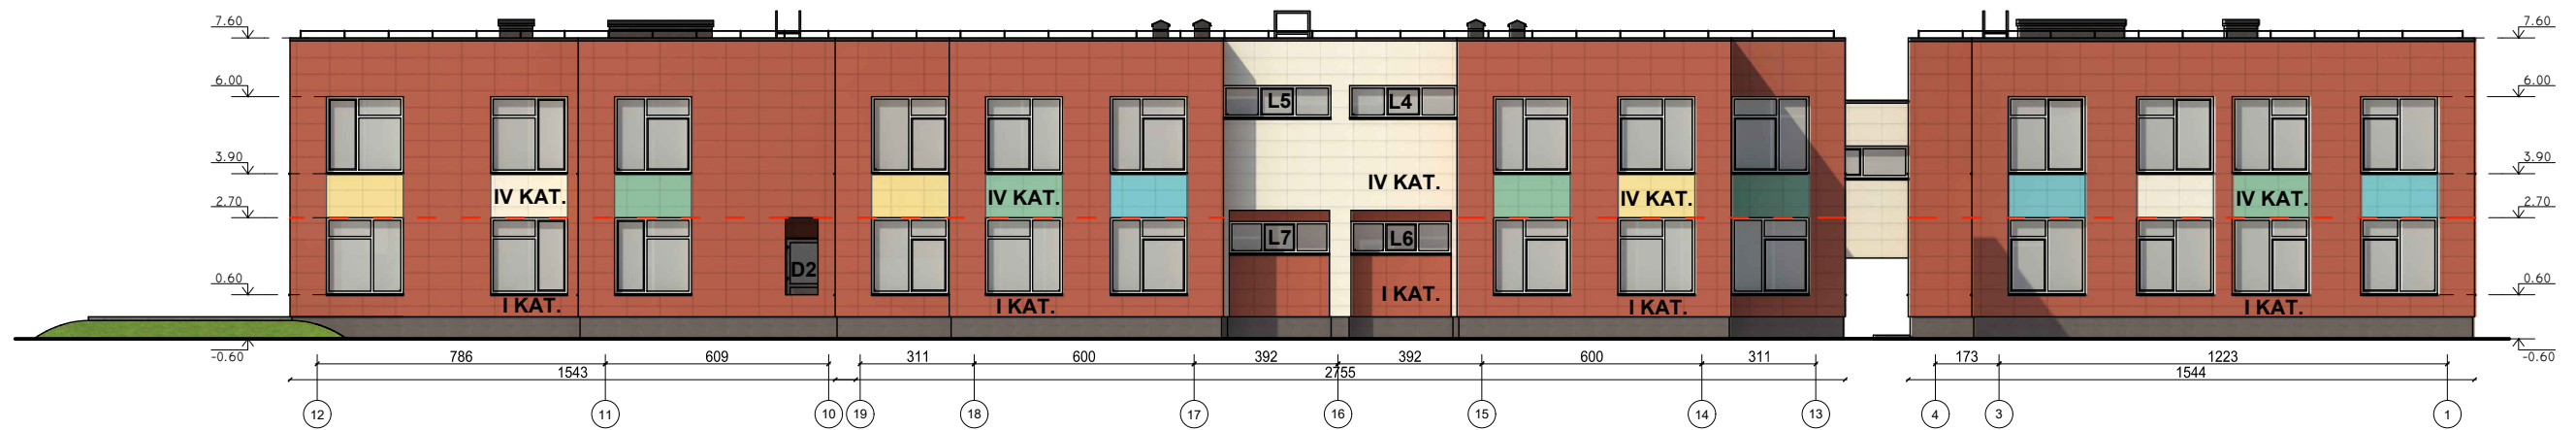 7.60
7.60
L5
L4
6.00
6.00
3.90
3.90
IV KAT.
IV KAT.
IV KAT.
IV KAT.
IV KAT.
2.70
2.70
L7
L6
D2
0.60
0.60
I KAT.
I KAT.
I KAT.
I KAT.
I KAT.
-0.60
-0.60
786 609 311 600 392 392 600 311 173 1223
1543 2755 1544
12 11 10 19 18 17 16 15 14 13 4 3 1